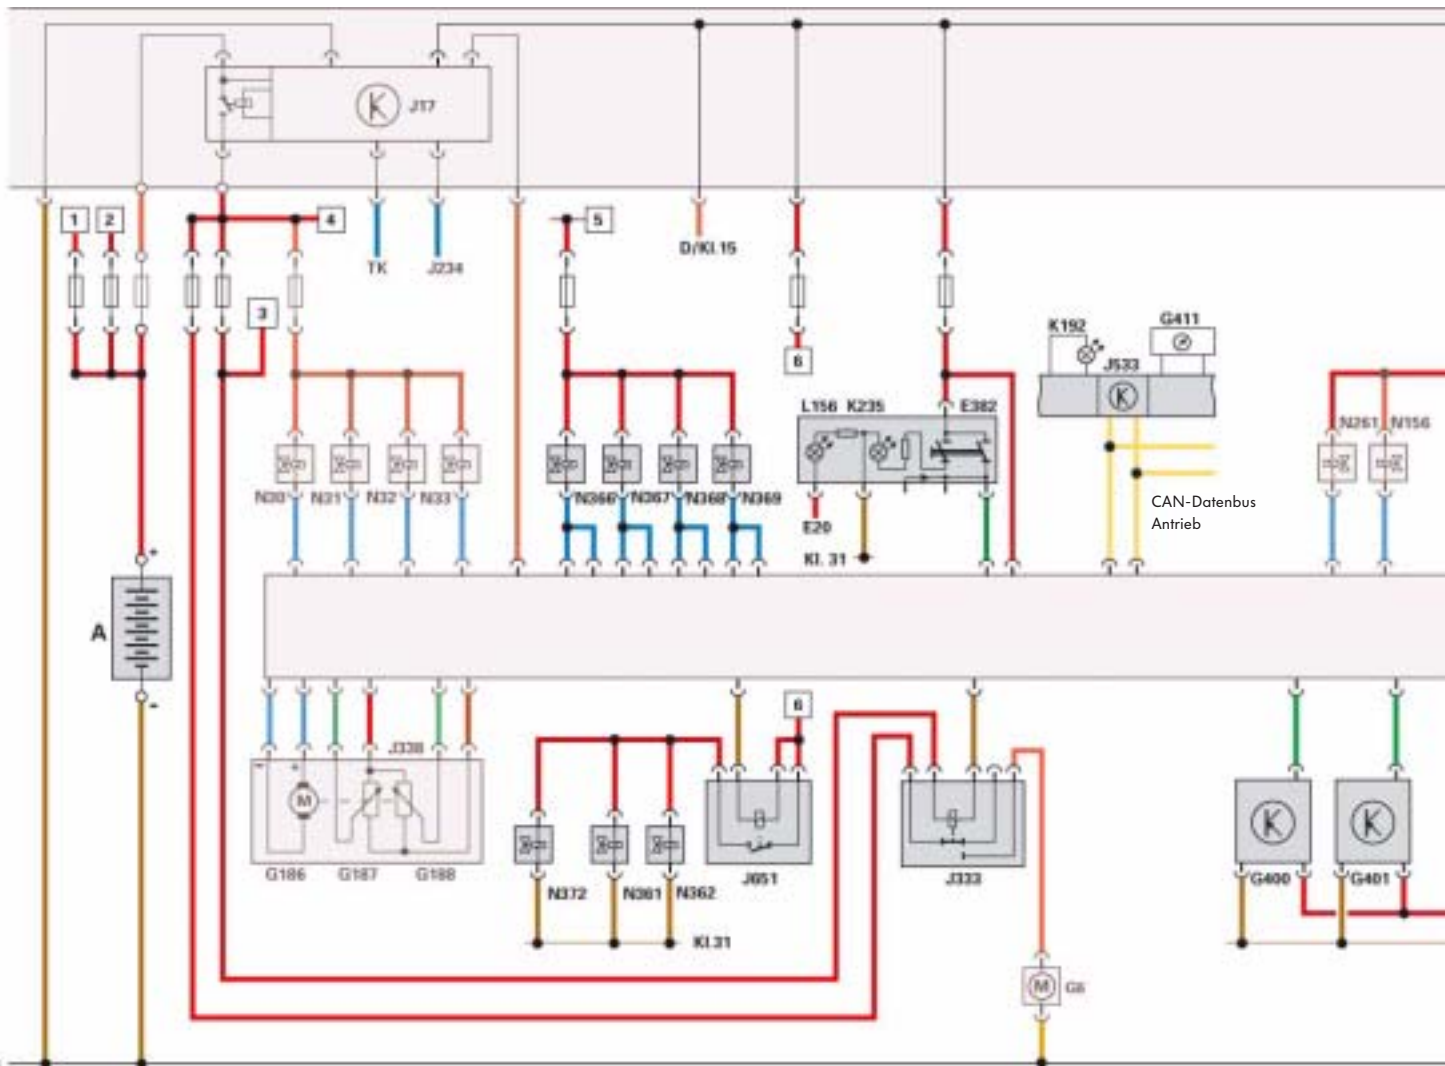 J17
1
2
4
5
TK
J234
D/Kl.15
3
6
K192
G411
J533
L156 K235
E382
N261 N156
N30 N31 N32 N33
N366 N367 N368 N369
E20
CAN-Datenbus
Antrieb
Kl. 31
+
A
-
6
J338
- +
M
G186 G187 G188
N372 N361 N362
J651
J333
G400 G401
Kl.31
M
G6